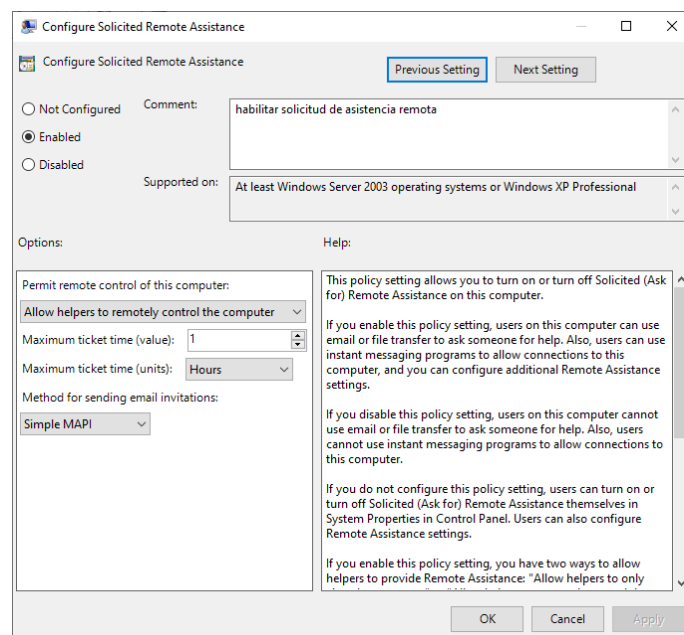 Configure Solicited Remote Assistance
Configure Solicited Remote Assistance
Previous Setting
Next Setting
Not Configured
Enabled
Disabled
Comment:
habilitar solicitud de asistencia remota
Supported on:
At least Windows Server 2003 operating systems or Windows XP Professional
Options:
Help:
Permit remote control of this computer:
Allow helpers to remotely control the computer
Maximum ticket time (value): 1
Maximum ticket time (units): Hours
Method for sending email invitations:
Simple MAPI
This policy setting allows you to turn on or turn off Solicited (Ask
for) Remote Assistance on this computer.
If you enable this policy setting, users on this computer can use
email or file transfer to ask someone for help. Also, users can use
instant messaging programs to allow connections to this
computer, and you can configure additional Remote Assistance
settings.
If you disable this policy setting, users on this computer cannot
use email or file transfer to ask someone for help. Also, users
cannot use instant messaging programs to allow connections to
this computer.
If you do not configure this policy setting, users can turn on or
turn off Solicited (Ask for) Remote Assistance themselves in
System Properties in Control Panel. Users can also configure
Remote Assistance settings.
If you enable this policy setting, you have two ways to allow
helpers to provide Remote Assistance: "Allow helpers to only
OK
Cancel
Apply